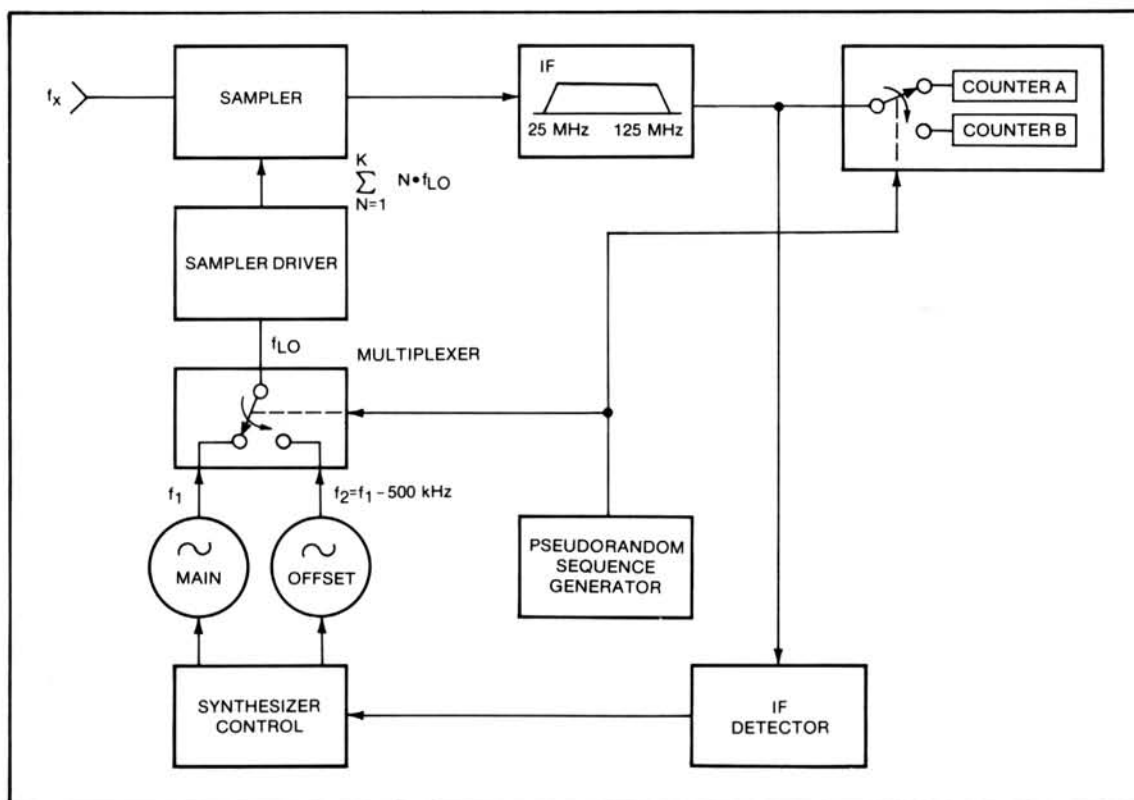 fx
SAMPLER
IF
25 MHz
125 MHz
COUNTER A
COUNTER B
K
∑ N•fLO
N=1
SAMPLER DRIVER
fLO
MULTIPLEXER
f1
f2=f1 – 500 kHz
MAIN
OFFSET
PSEUDORANDOM
SEQUENCE
GENERATOR
SYNTHESIZER
CONTROL
IF
DETECTOR